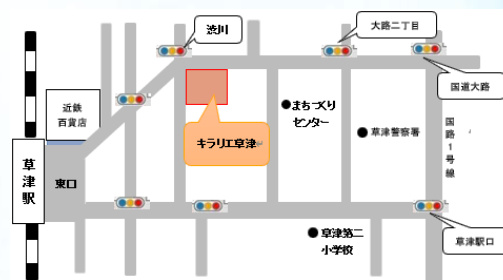 渋川
大路二丁目
国道大路
近鉄
百貨店
まちづくり
センター
草津警察署
国
路
1
号
線
キラリエ草津
草
津
駅
東口
草津第二
小学校
草津駅口